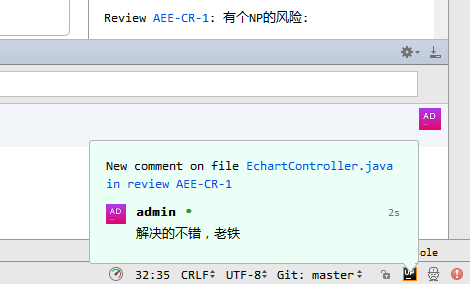 Review AEE-CR-1: 有个NP的风险:
AD
New comment on file EchartController.java
in review AEE-CR-1
AD
admin
2s
解决的不错，老铁
ole
32:35 CRLF UTF-8 Git: master
UP